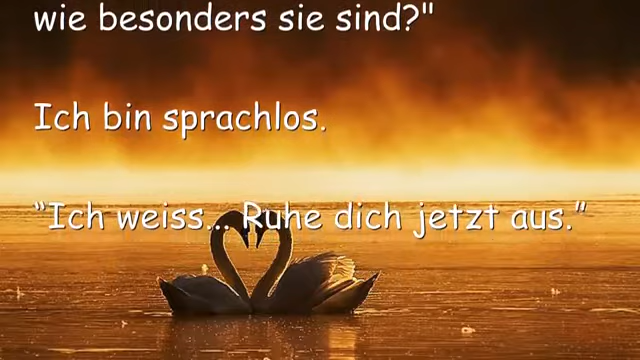 wie besonders sie sind?"
Ich bin sprachlos.
“Ich weiss... Ruhe dich jetzt aus.”